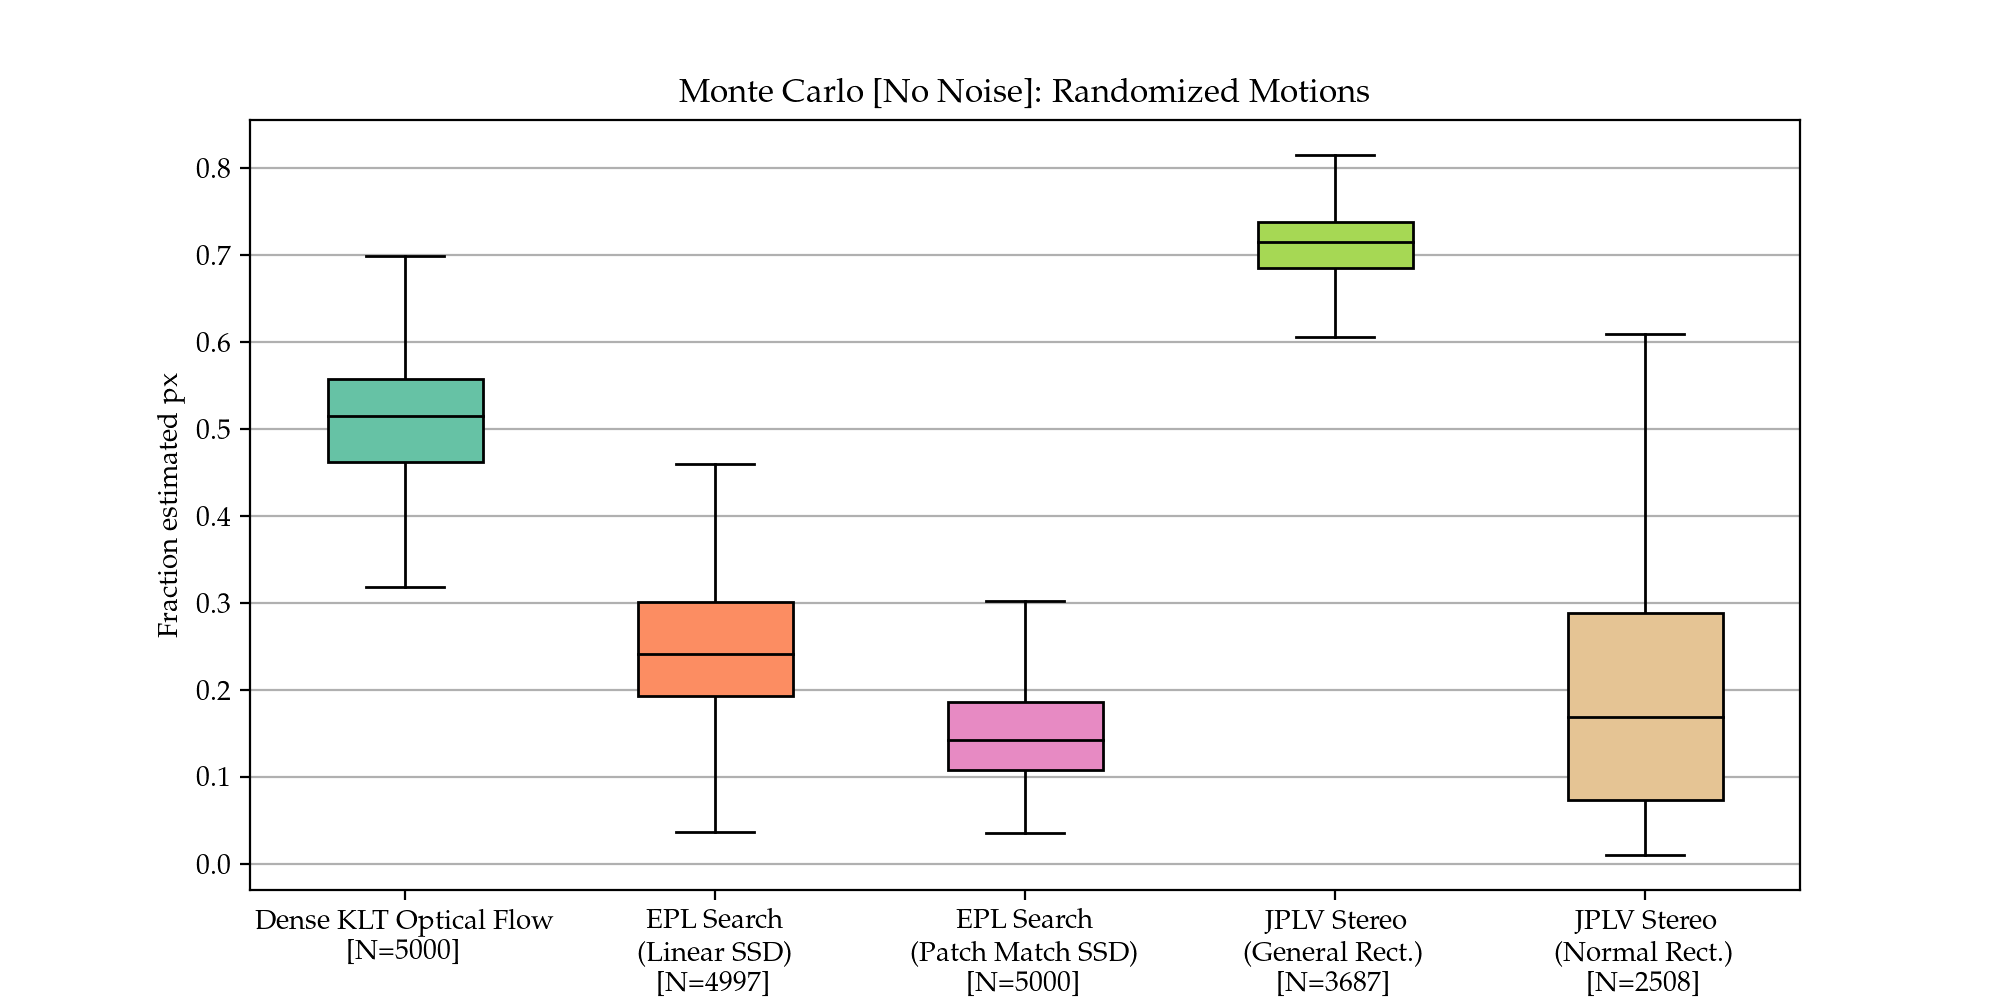 Monte Carlo [No Noise]: Randomized Motions
Fraction estimated px
0.8
0.7
0.6
0.5
0.4
0.3
0.2
0.1
0.0
Dense KLT Optical Flow
[N=5000]
EPL Search
(Linear SSD)
[N=4997]
EPL Search
(Patch Match SSD)
[N=5000]
JPLV Stereo
(General Rect.)
[N=3687]
JPLV Stereo
(Normal Rect.)
[N=2508]